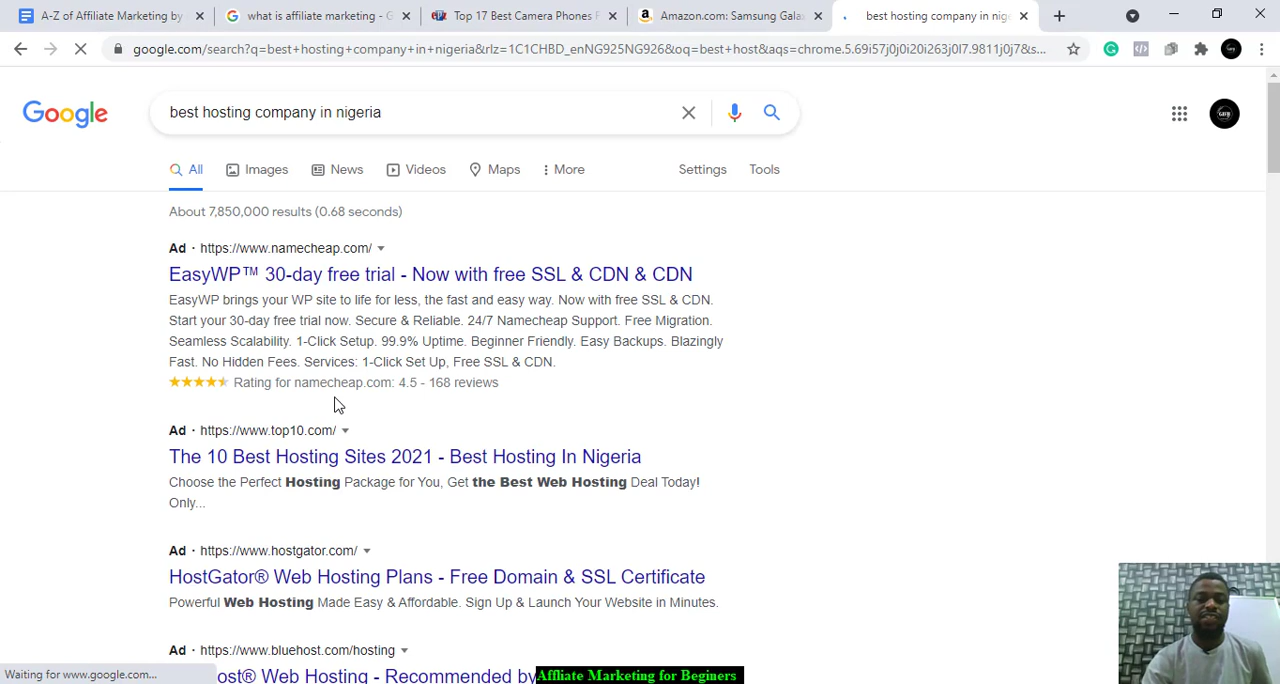 A-Z of Affiliate Marketing by
what is affiliate marketing - G
Top 17 Best Camera Phones F
Amazon.com: Samsung Gala
best hosting company in nige
google.com/search?q=best+hosting+company+in+nigeria&rlz=1C1CHBD_enNG925NG926&oq=best+host&aqs=chrome.5.69i57j0j0i20i263j0l7.9811j0j7&s...
Google
best hosting company in nigeria
All Images News Videos Maps More Settings Tools
About 7,850,000 results (0.68 seconds)
Ad · https://www.namecheap.com/
EasyWP™ 30-day free trial - Now with free SSL & CDN & CDN
EasyWP brings your WP site to life for less, the fast and easy way. Now with free SSL & CDN.
Start your 30-day free trial now. Secure & Reliable. 24/7 Namecheap Support. Free Migration.
Seamless Scalability. 1-Click Setup. 99.9% Uptime. Beginner Friendly. Easy Backups. Blazingly
Fast. No Hidden Fees. Services: 1-Click Set Up, Free SSL & CDN.
Rating for namecheap.com: 4.5 - 168 reviews
Ad · https://www.top10.com/
The 10 Best Hosting Sites 2021 - Best Hosting In Nigeria
Choose the Perfect Hosting Package for You, Get the Best Web Hosting Deal Today!
Only...
Ad · https://www.hostgator.com/
HostGator® Web Hosting Plans - Free Domain & SSL Certificate
Powerful Web Hosting Made Easy & Affordable. Sign Up & Launch Your Website in Minutes.
Ad · https://www.bluehost.com/hosting
ost® Web Hosting - Recommended by
Waiting for www.google.com...
Affliate Marketing for Beginers